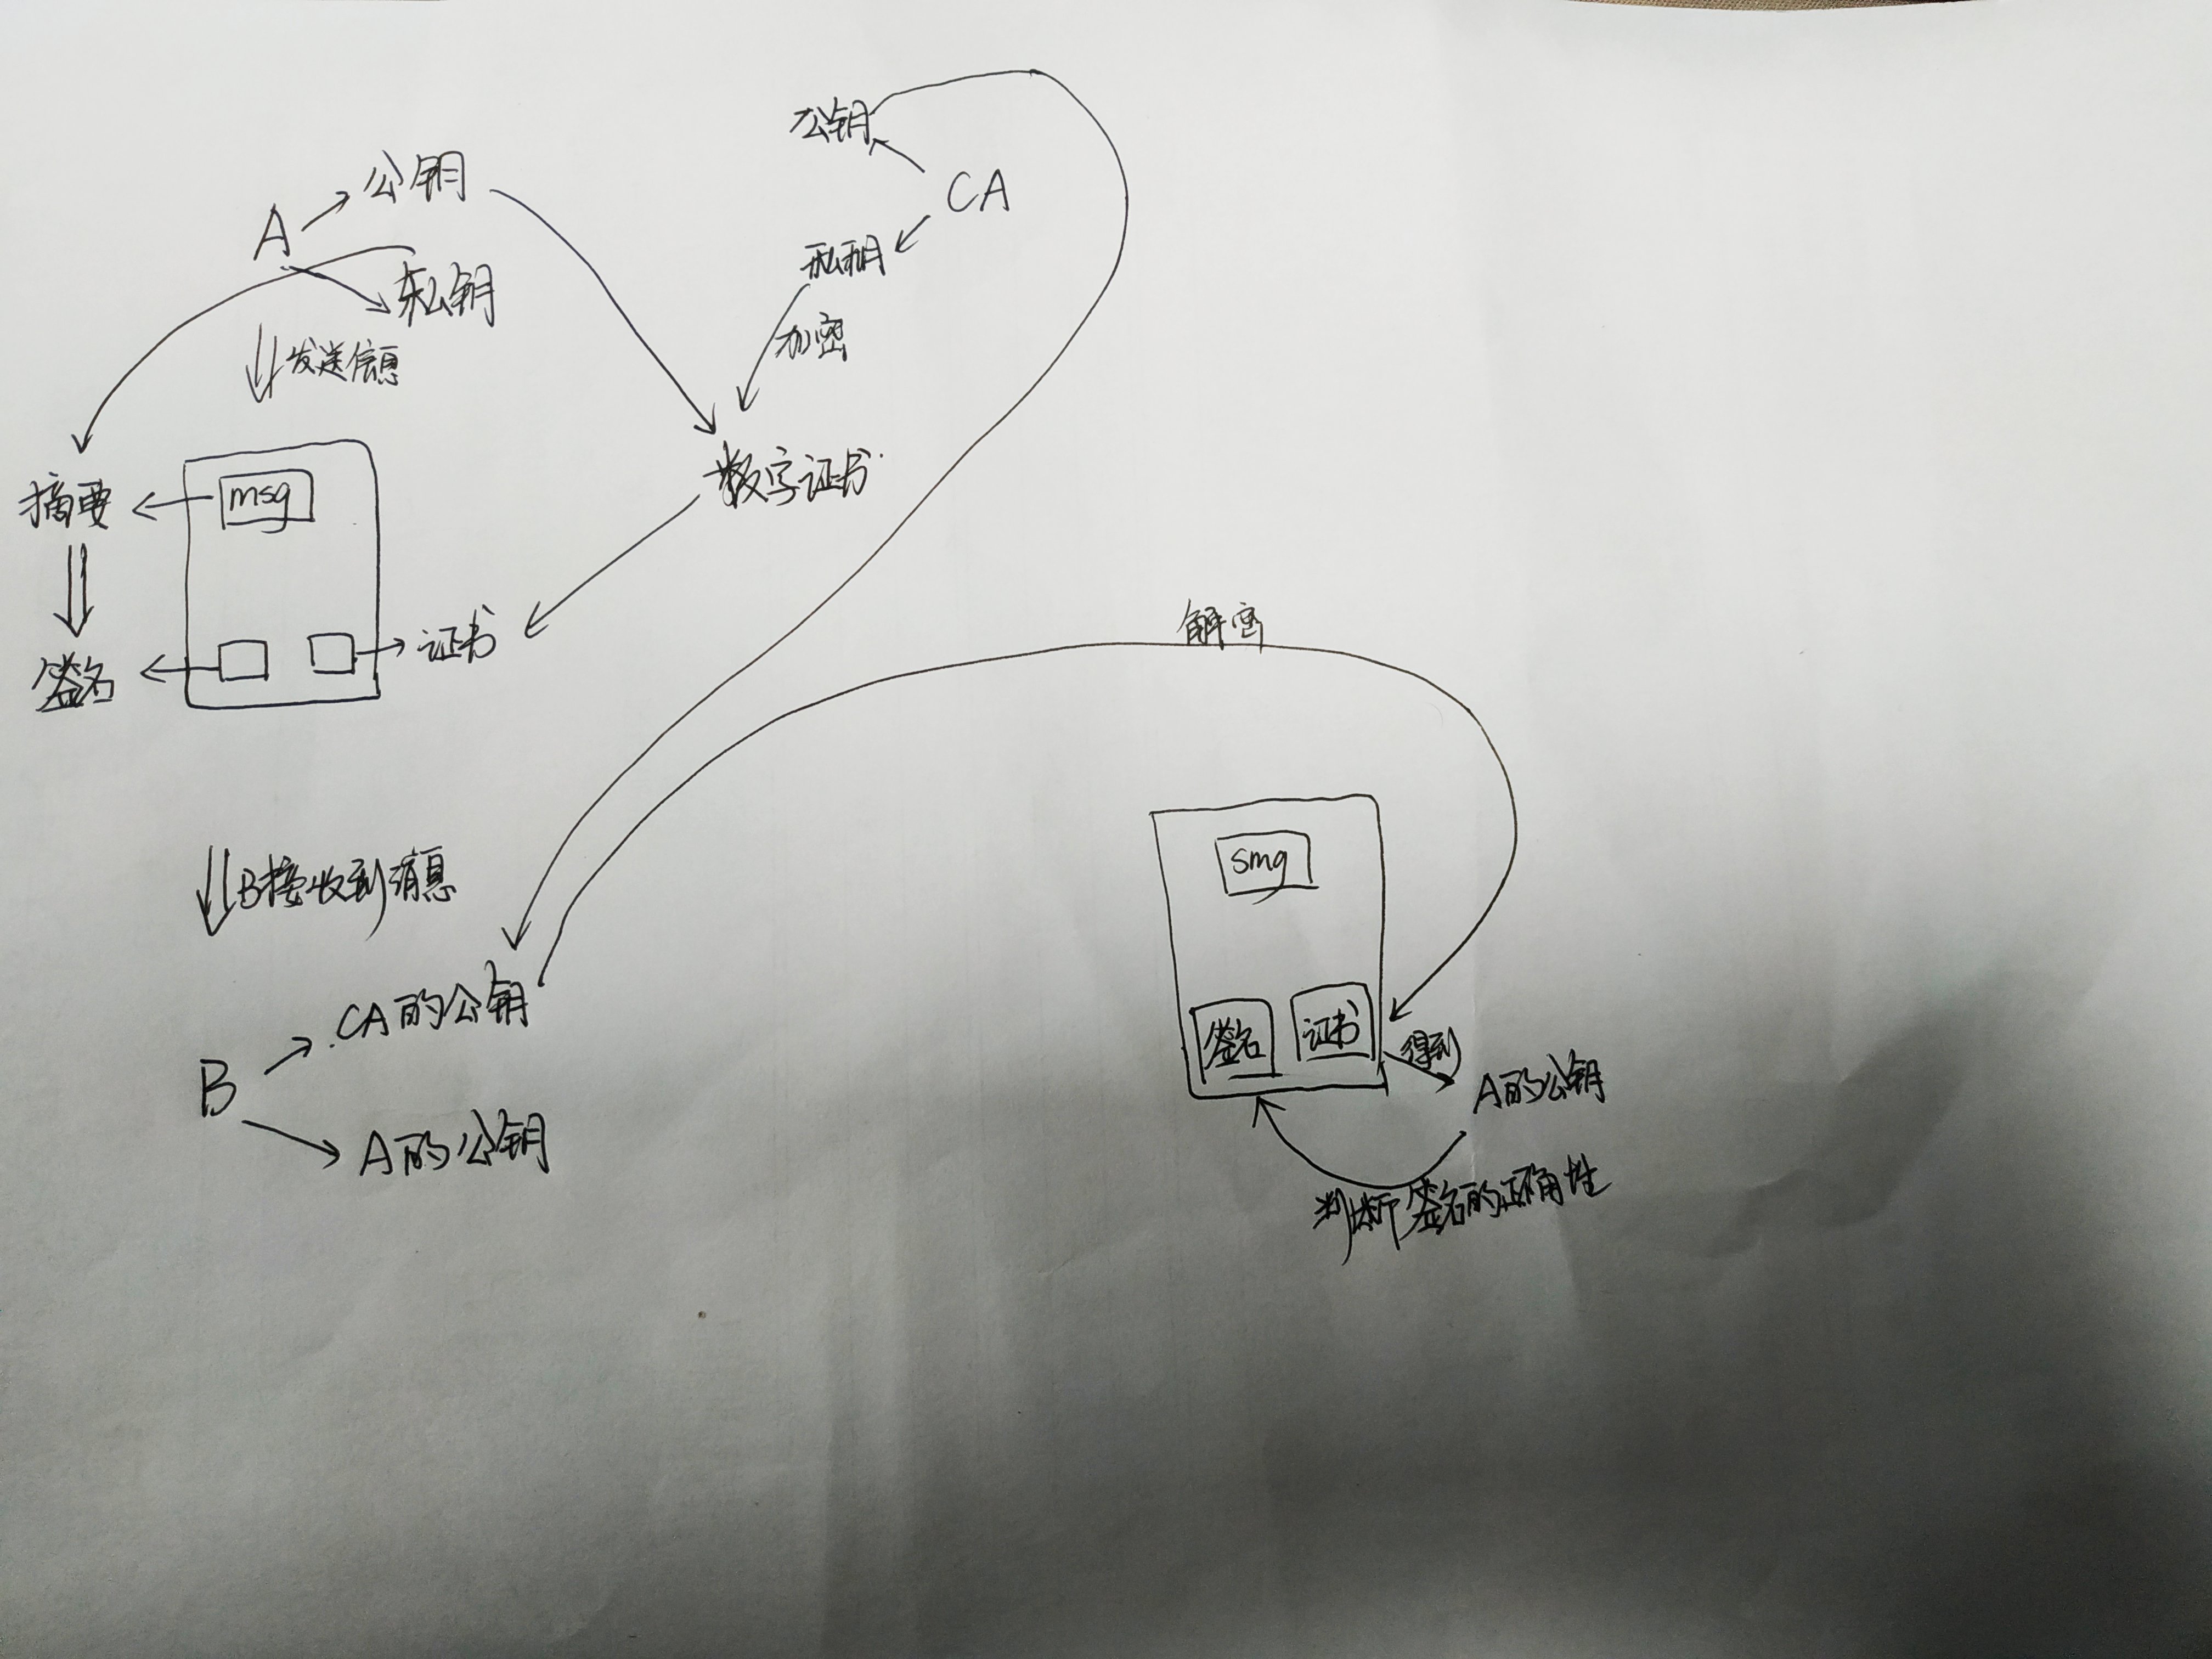 A
公钥
私钥
公钥
私钥
CA
加密
发送信息
数字证书
摘要
msg
签名
证书
B接收到信息
解密
B
CA的公钥
A的公钥
smg
签名
证书
得到
A的公钥
判断签名的正确性